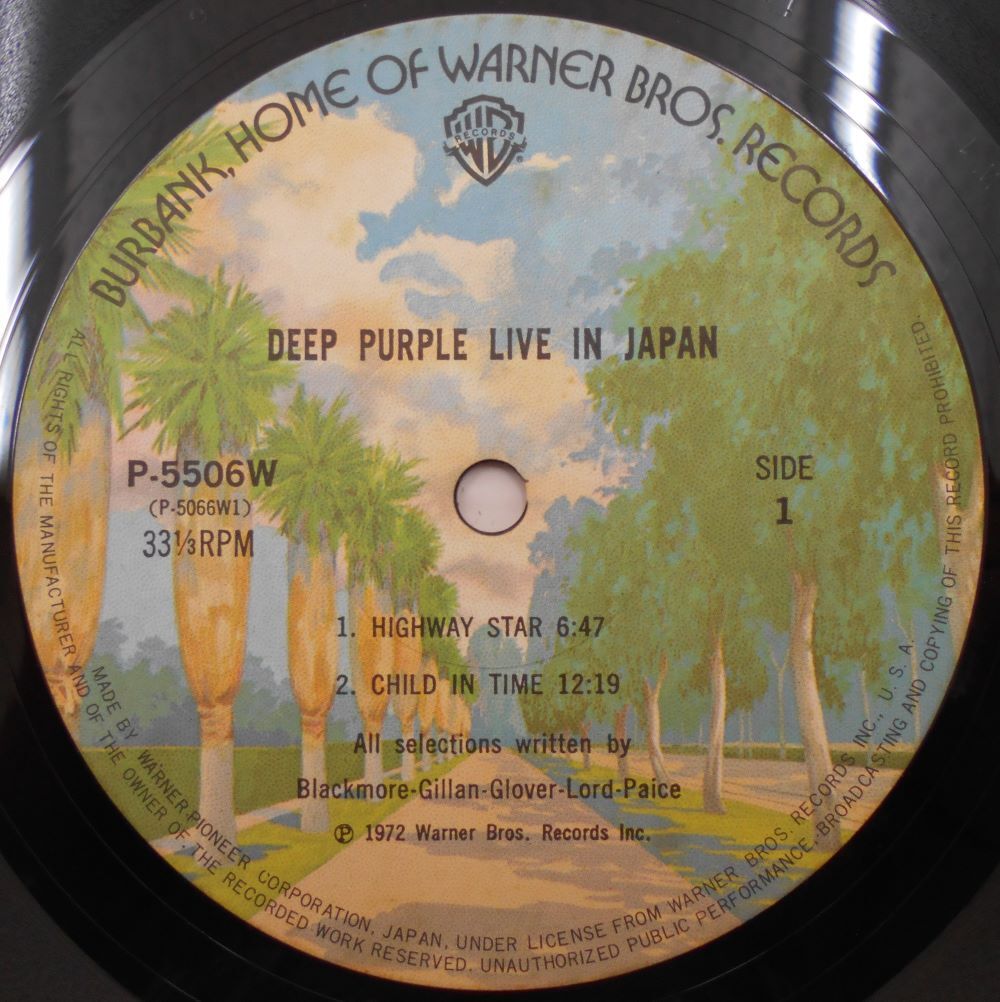 BURBANK, HOME OF WARNER BROS. RECORDS
WB
RECORDS
®
DEEP PURPLE LIVE IN JAPAN
P-5506W
(P-5066W1)
33⅓RPM
SIDE
1
1. HIGHWAY STAR 6:47
2. CHILD IN TIME 12:19
All selections written by
Blackmore-Gillan-Glover-Lord-Paice
Ⓟ 1972 Warner Bros. Records Inc.
MADE BY WARNER-PIONEER CORPORATION, JAPAN, UNDER LICENSE FROM WARNER BROS. RECORDS INC., U. S. A.
ALL RIGHTS OF THE MANUFACTURER AND OF THE OWNER OF THE RECORDED WORK RESERVED. UNAUTHORIZED PUBLIC PERFORMANCE, BROADCASTING AND COPYING OF THIS RECORD PROHIBITED.